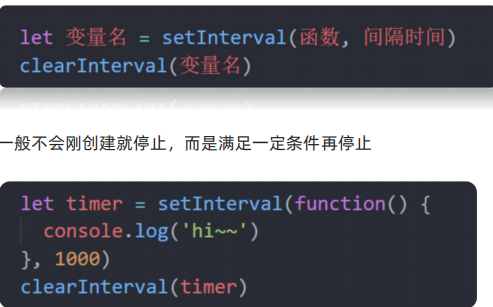 let 变量名 = setInterval(函数, 间隔时间)
clearInterval(变量名)
一般不会刚创建就停止，而是满足一定条件再停止
let timer = setInterval(function() {
  console.log('hi~~')
}, 1000)
clearInterval(timer)